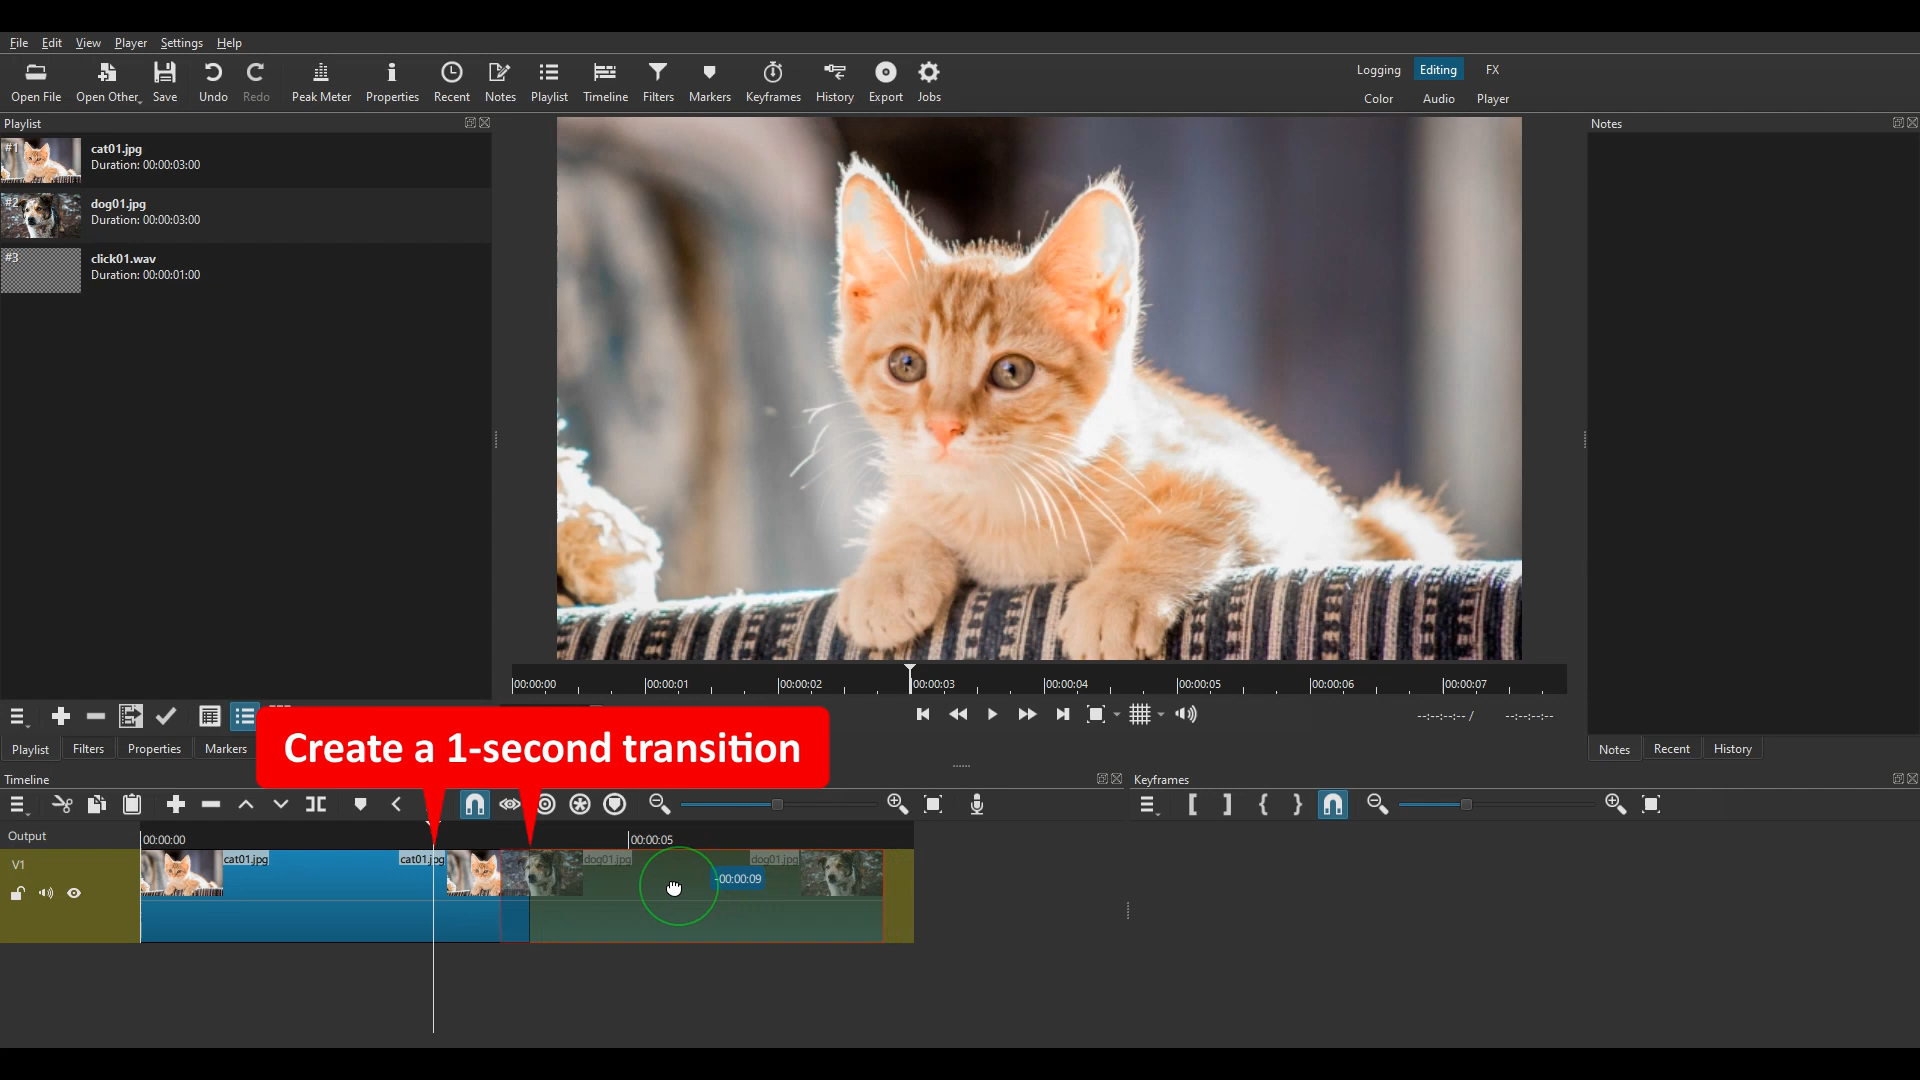 File Edit View Player Settings Help
Open File Open Other Save Undo Redo Peak Meter Properties Recent Notes Playlist Timeline Filters Markers Keyframes History Export Jobs
Logging Editing FX
Color Audio Player
Playlist
#1 cat01.jpg
Duration: 00:00:03:00
#2 dog01.jpg
Duration: 00:00:03:00
#3 click01.wav
Duration: 00:00:01:00
Notes
00:00:00 00:00:01 00:00:02 00:00:03 00:00:04 00:00:05 00:00:06 00:00:07
--:--:--:-- / --:--:--:--
Playlist Filters Properties Markers
Notes Recent History
Create a 1-second transition
Timeline
Keyframes
Output
00:00:00 00:00:05
V1
cat01.jpg cat01.jpg dog01.jpg dog01.jpg
-00:00:09